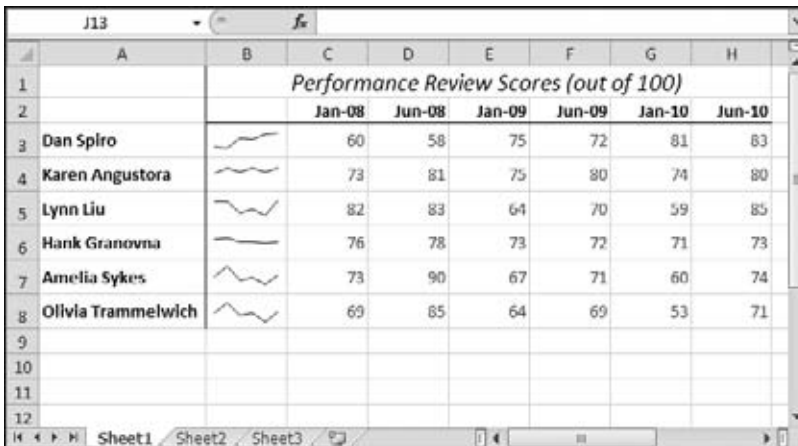 J13 fx
A B C D E F G H
1 Performance Review Scores (out of 100)
2 Jan-08 Jun-08 Jan-09 Jun-09 Jan-10 Jun-10
3 Dan Spiro 60 58 75 72 81 83
4 Karen Angustora 73 81 75 80 74 80
5 Lynn Liu 82 83 64 70 59 85
6 Hank Granovna 76 78 73 72 71 73
7 Amelia Sykes 73 90 67 71 60 74
8 Olivia Trammelwich 69 85 64 69 53 71
9
10
11
12
Sheet1 Sheet2 Sheet3